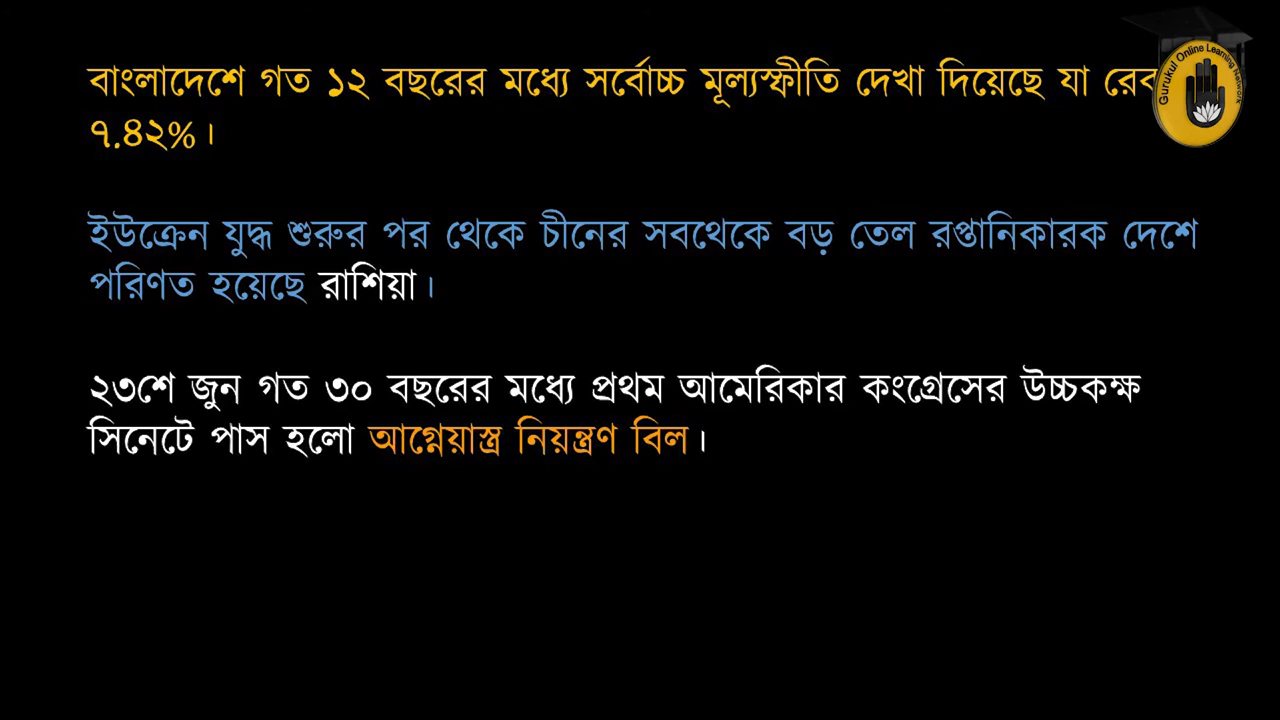 বাংলাদেশে গত ১২ বছরের মধ্যে সর্বোচ্চ মূল্যস্ফীতি দেখা দিয়েছে যা
৭.৪২%।
ইউক্রেন যুদ্ধ শুরুর পর থেকে চীনের সবথেকে বড় তেল রপ্তানিকারক দেশে
পরিণত হয়েছে রাশিয়া।
২৩শে জুন গত ৩০ বছরের মধ্যে প্রথম আমেরিকার কংগ্রেসের উচ্চকক্ষ
সিনেটে পাস হলো আগ্নেয়াস্ত্র নিয়ন্ত্রণ বিল।
Gurukul Online Learning Network